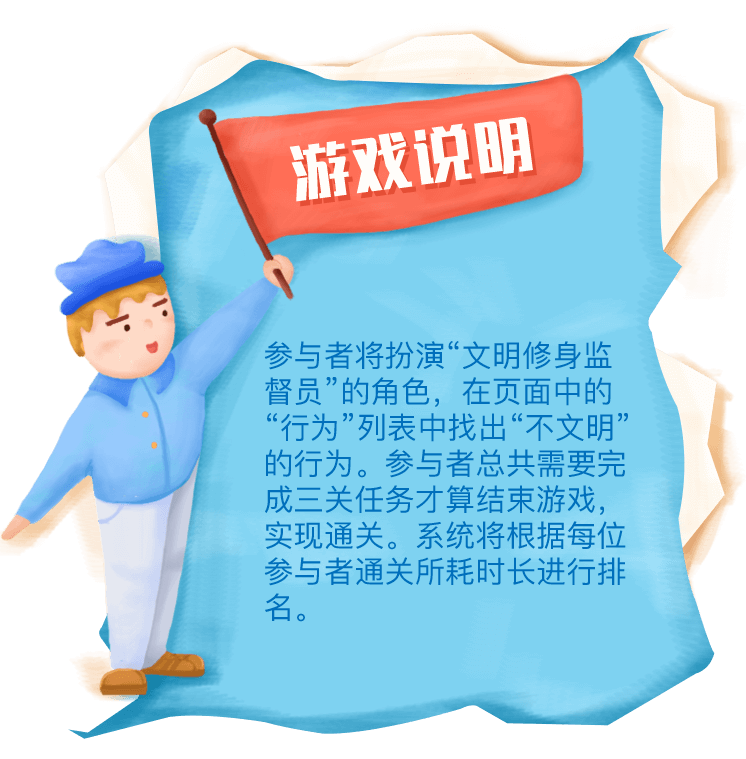 游戏说明
参与者将扮演“文明修身监
督员”的角色，在页面中的
“行为”列表中找出“不文明”
的行为。参与者总共需要完
成三关任务才算结束游戏，
实现通关。系统将根据每位
参与者通关所耗时长进行排
名。